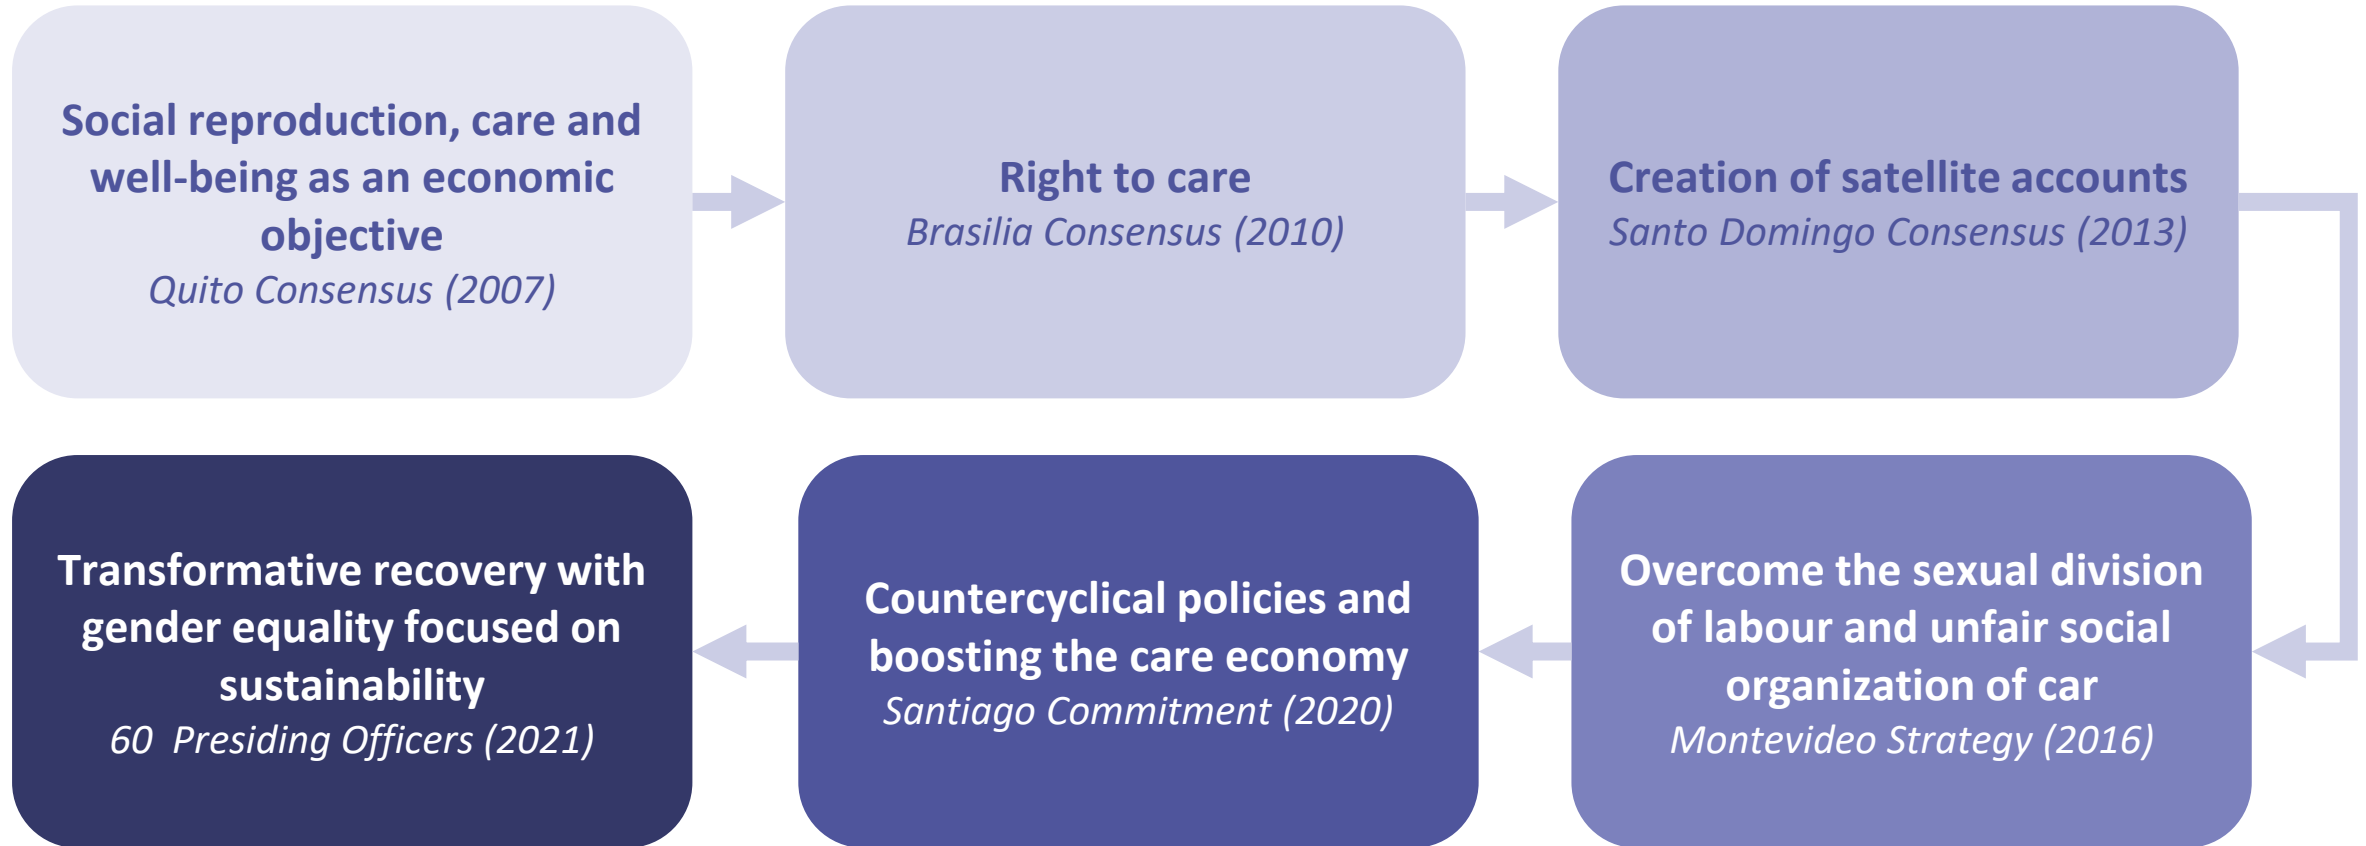 Social reproduction, care and
well-being as an economic
objective
Quito Consensus (2007)
Right to care
Brasilia Consensus (2010)
Creation of satellite accounts
Santo Domingo Consensus (2013)
Overcome the sexual division
of labour and unfair social
organization of car
Montevideo Strategy (2016)
Countercyclical policies and
boosting the care economy
Santiago Commitment (2020)
Transformative recovery with
gender equality focused on
sustainability
60  Presiding Officers (2021)